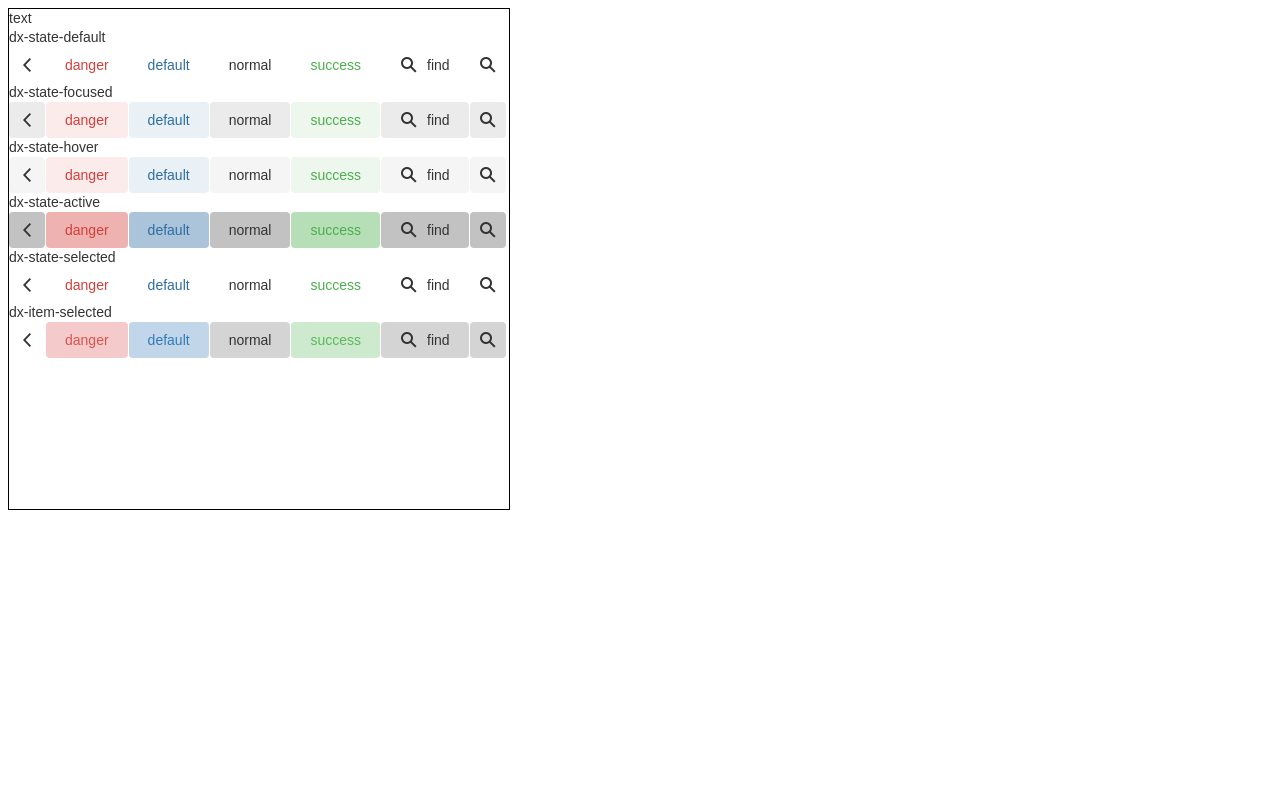 text
dx-state-default
danger default normal success find
dx-state-focused
danger default normal success find
dx-state-hover
danger default normal success find
dx-state-active
danger default normal success find
dx-state-selected
danger default normal success find
dx-item-selected
danger default normal success find